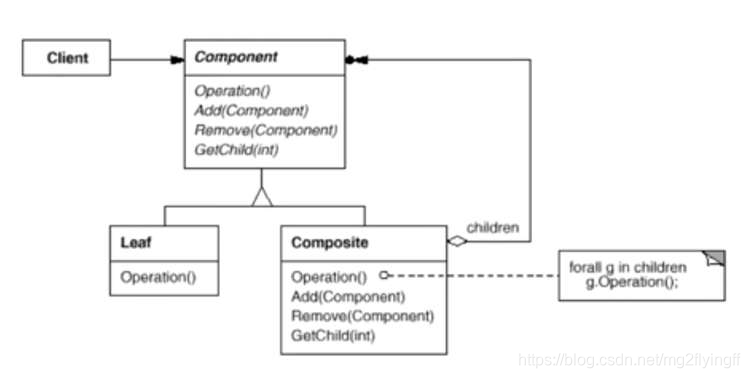 Client
Component
Operation()
Add(Component)
Remove(Component)
GetChild(int)
children
Leaf
Operation()
Composite
Operation()
Add(Component)
Remove(Component)
GetChild(int)
forall g in children
g.Operation();
https://blog.csdn.net/mg2flyingff